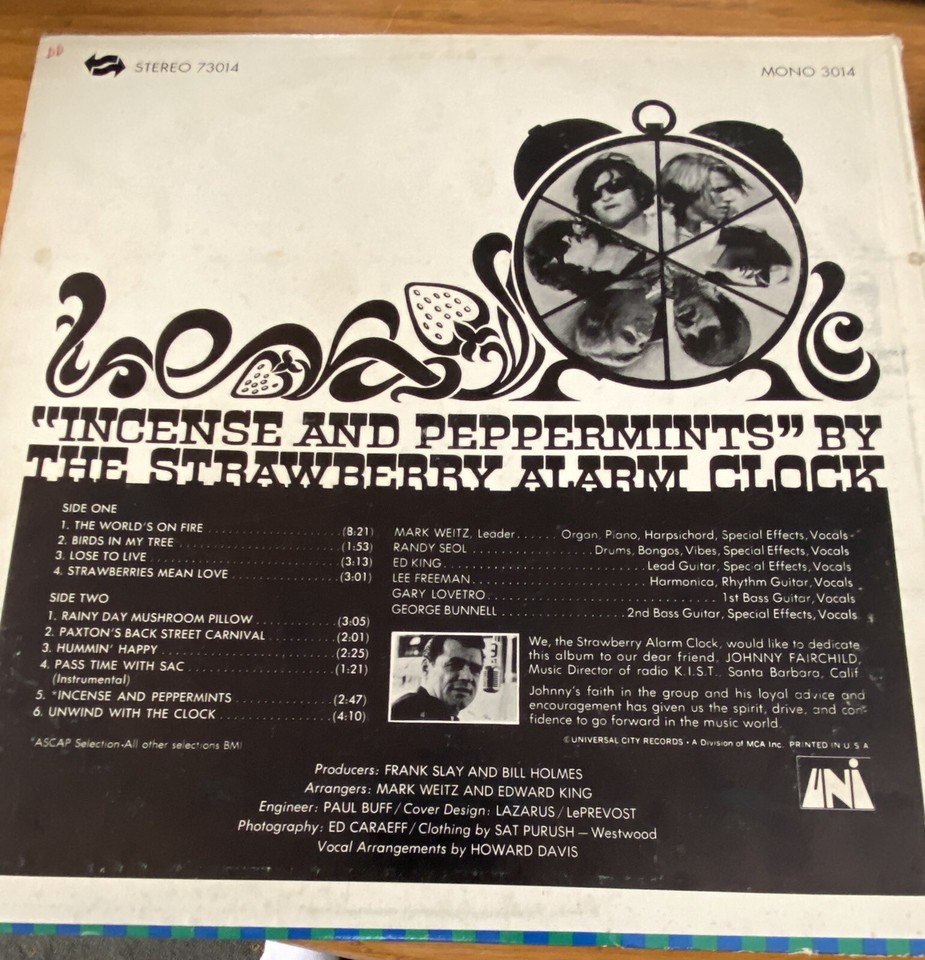 DD
STEREO 73014
MONO 3014
"INCENSE AND PEPPERMINTS" BY
THE STRAWBERRY ALARM CLOCK
SIDE ONE
1. THE WORLD'S ON FIRE . . . . . . . . . . . . . . . . . . (8:21)
2. BIRDS IN MY TREE . . . . . . . . . . . . . . . . . . . . . (1:53)
3. LOSE TO LIVE . . . . . . . . . . . . . . . . . . . . . . . . . (3:13)
4. STRAWBERRIES MEAN LOVE . . . . . . . . . . . . . . (3:01)
SIDE TWO
1. RAINY DAY MUSHROOM PILLOW . . . . . . . . . . . (3:05)
2. PAXTON'S BACK STREET CARNIVAL . . . . . . . . . (2:01)
3. HUMMIN' HAPPY . . . . . . . . . . . . . . . . . . . . . . . (2:25)
4. PASS TIME WITH SAC . . . . . . . . . . . . . . . . . . . (1:21)
(Instrumental)
5. *INCENSE AND PEPPERMINTS . . . . . . . . . . . . . (2:47)
6. UNWIND WITH THE CLOCK . . . . . . . . . . . . . . . (4:10)
*ASCAP Selection•All other selections BMI
MARK WEITZ, Leader . . . . . . Organ, Piano, Harpsichord, Special Effects, Vocals
RANDY SEOL . . . . . . . . . . . . . . . Drums, Bongos, Vibes, Special Effects, Vocals
ED KING . . . . . . . . . . . . . . . . . . . . . . . . . Lead Guitar, Special Effects, Vocals
LEE FREEMAN . . . . . . . . . . . . . . . . . . . . . . Harmonica, Rhythm Guitar, Vocals
GARY LOVETRO . . . . . . . . . . . . . . . . . . . . . . . . . . . . . . 1st Bass Guitar, Vocals
GEORGE BUNNELL . . . . . . . . . . . . . . . . 2nd Bass Guitar, Special Effects, Vocals
We, the Strawberry Alarm Clock, would like to dedicate
this album to our dear friend, JOHNNY FAIRCHILD,
Music Director of radio K.I.S.T., Santa Barbara, Calif
Johnny's faith in the group and his loyal advice and
encouragement has given us the spirit, drive, and con-
fidence to go forward in the music world.
© UNIVERSAL CITY RECORDS • A Division of MCA Inc. PRINTED IN U S A
UNI
Producers: FRANK SLAY AND BILL HOLMES
Arrangers: MARK WEITZ AND EDWARD KING
Engineer: PAUL BUFF / Cover Design: LAZARUS / LePREVOST
Photography: ED CARAEFF / Clothing by SAT PURUSH — Westwood
Vocal Arrangements by HOWARD DAVIS